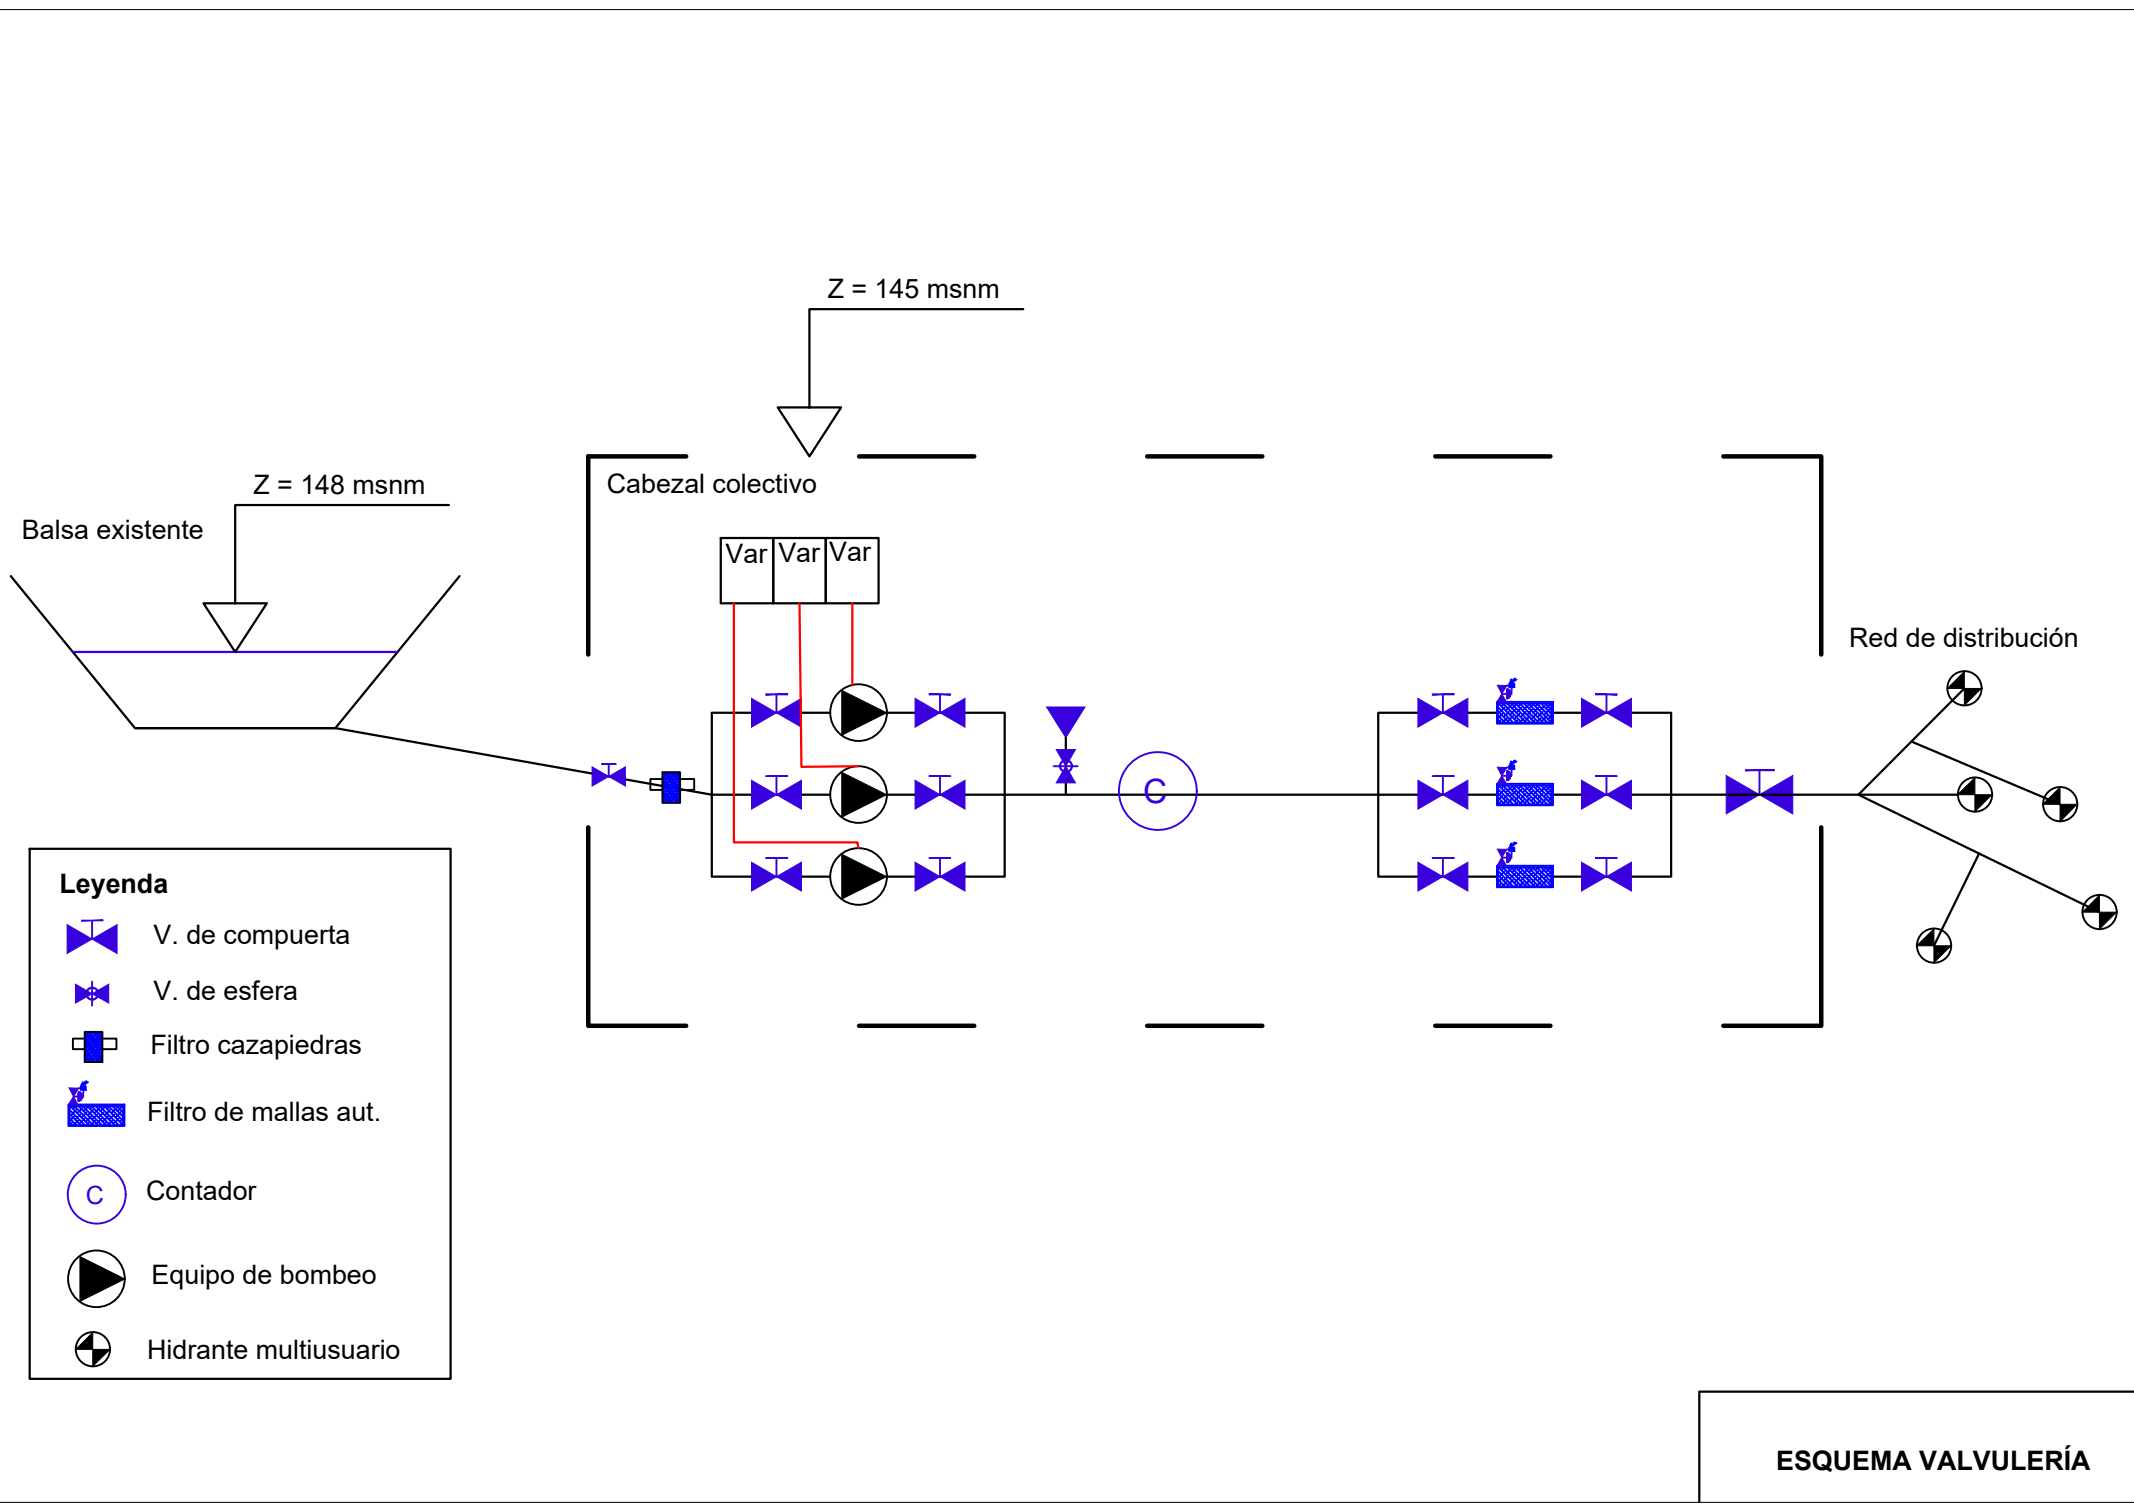 Z = 145 msnm
Z = 148 msnm
Balsa existente
Cabezal colectivo
Var Var Var
Red de distribución
C
Leyenda
V. de compuerta
V. de esfera
Filtro cazapiedras
Filtro de mallas aut.
C Contador
Equipo de bombeo
Hidrante multiusuario
ESQUEMA VALVULERÍA